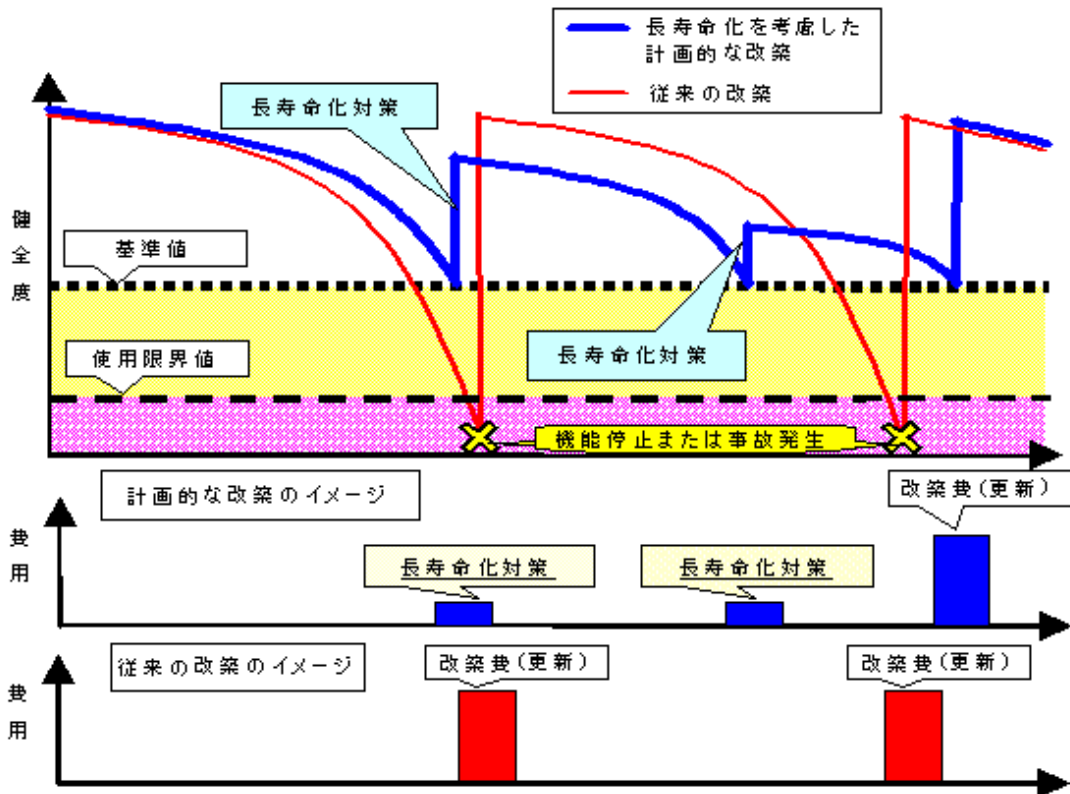 長寿命化を考慮した
計画的な改築
従来の改築
長寿命化対策
健全度
基準値
長寿命化対策
使用限界値
機能停止または事故発生
計画的な改築のイメージ
改築費(更新)
費用
長寿命化対策
長寿命化対策
従来の改築のイメージ
改築費(更新)
改築費(更新)
費用